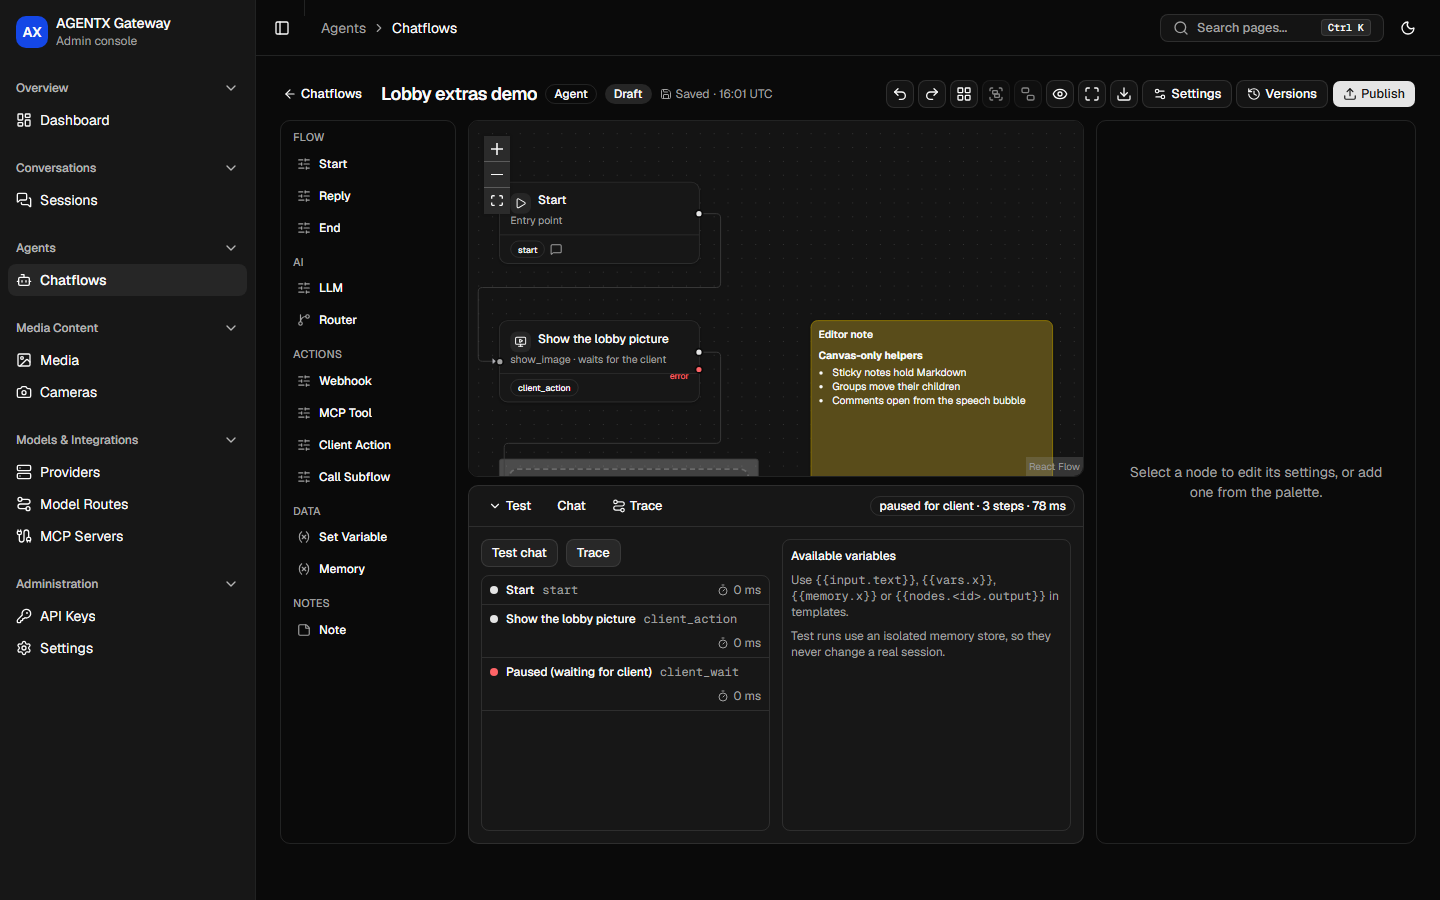 AX
AGENTX Gateway
Admin console
Overview
Dashboard
Conversations
Sessions
Agents
Chatflows
Media Content
Media
Cameras
Models & Integrations
Providers
Model Routes
MCP Servers
Administration
API Keys
Settings
Agents
Chatflows
Search pages...
Ctrl K
Chatflows
Lobby extras demo
Agent
Draft
Saved · 16:01 UTC
Settings
Versions
Publish
FLOW
Start
Reply
End
AI
LLM
Router
ACTIONS
Webhook
MCP Tool
Client Action
Call Subflow
DATA
Set Variable
Memory
NOTES
Note
Start
Entry point
start
Show the lobby picture
show_image · waits for the client
error
client_action
Editor note
Canvas-only helpers
• Sticky notes hold Markdown
• Groups move their children
• Comments open from the speech bubble
React Flow
Test
Chat
Trace
paused for client · 3 steps · 78 ms
Test chat
Trace
Start start
0 ms
Show the lobby picture client_action
0 ms
Paused (waiting for client) client_wait
0 ms
Available variables
Use {{input.text}}, {{vars.x}},
{{memory.x}} or {{nodes.<id>.output}} in
templates.
Test runs use an isolated memory store, so they
never change a real session.
Select a node to edit its settings, or add
one from the palette.